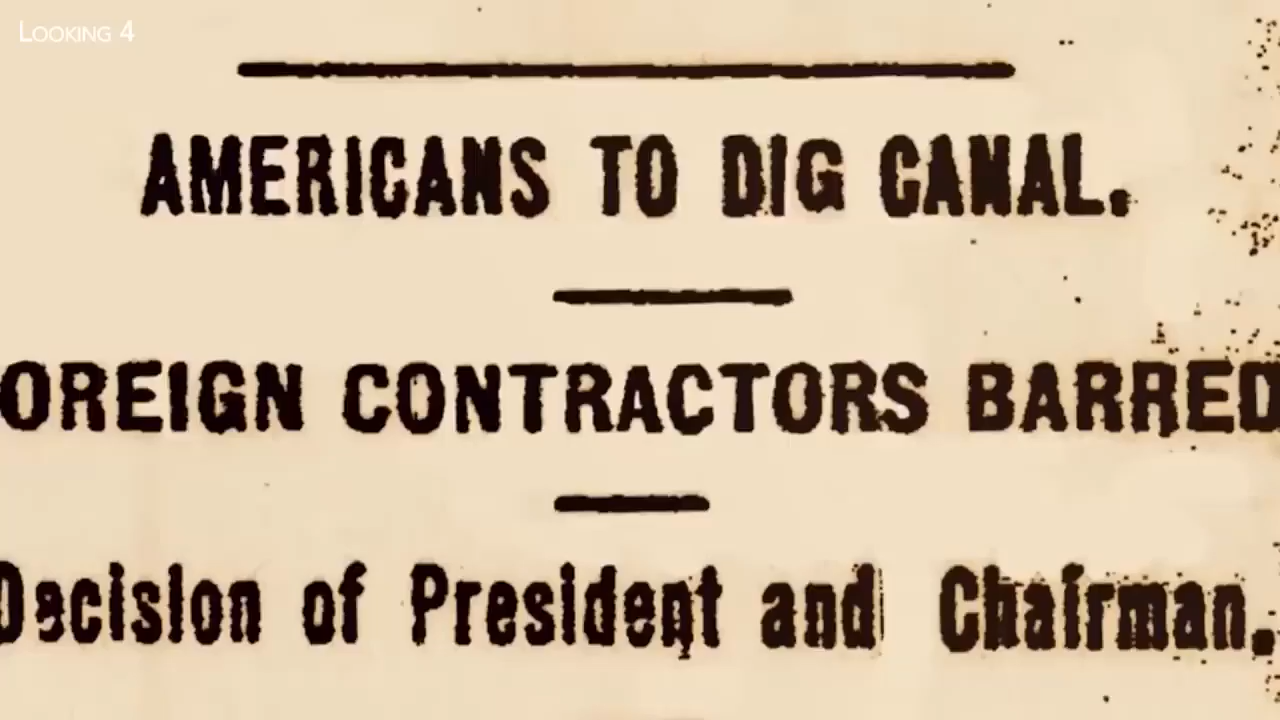 LOOKING 4
AMERICANS TO DIG CANAL.
OREIGN CONTRACTORS BARRED
Decision of President and Chairman.